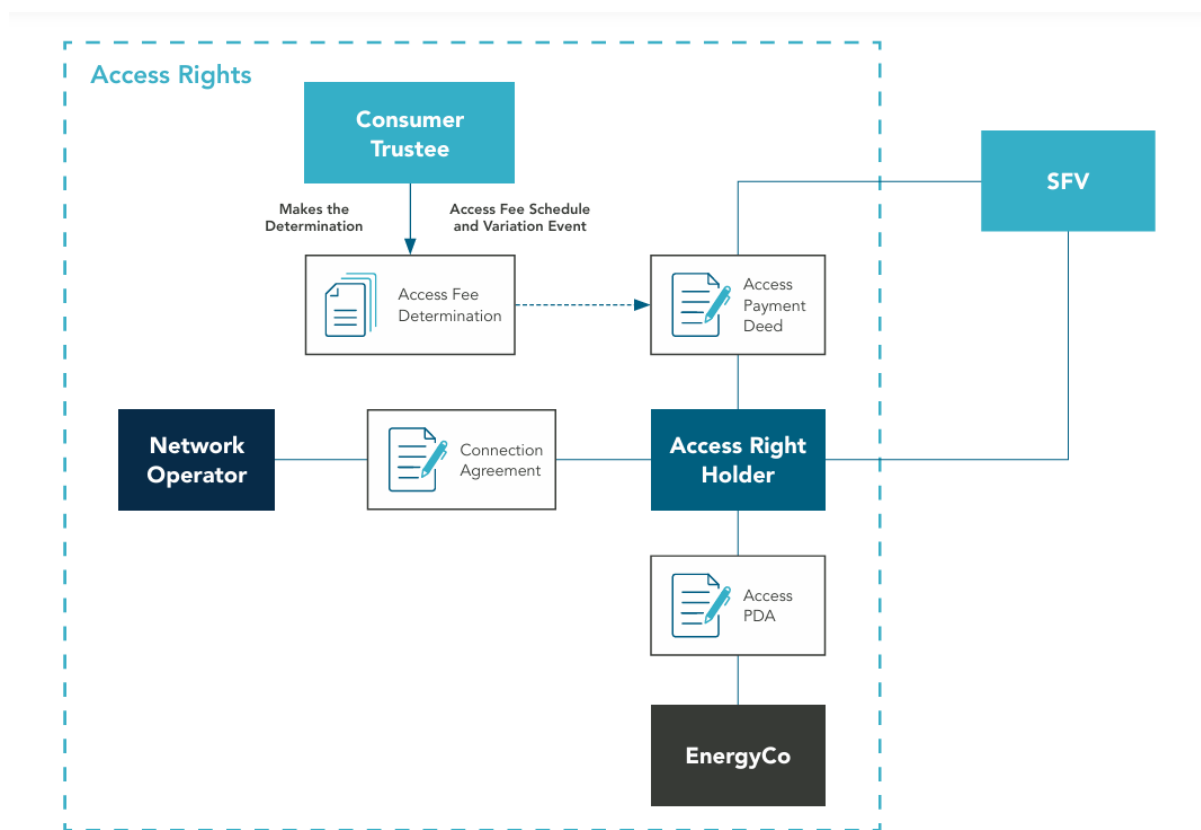 Access Rights
Consumer
Trustee
SFV
Makes the
Determination
Access Fee Schedule
and Variation Event
Access Fee
Determination
Access
Payment
Deed
Network
Operator
Connection
Agreement
Access Right
Holder
Access
PDA
EnergyCo